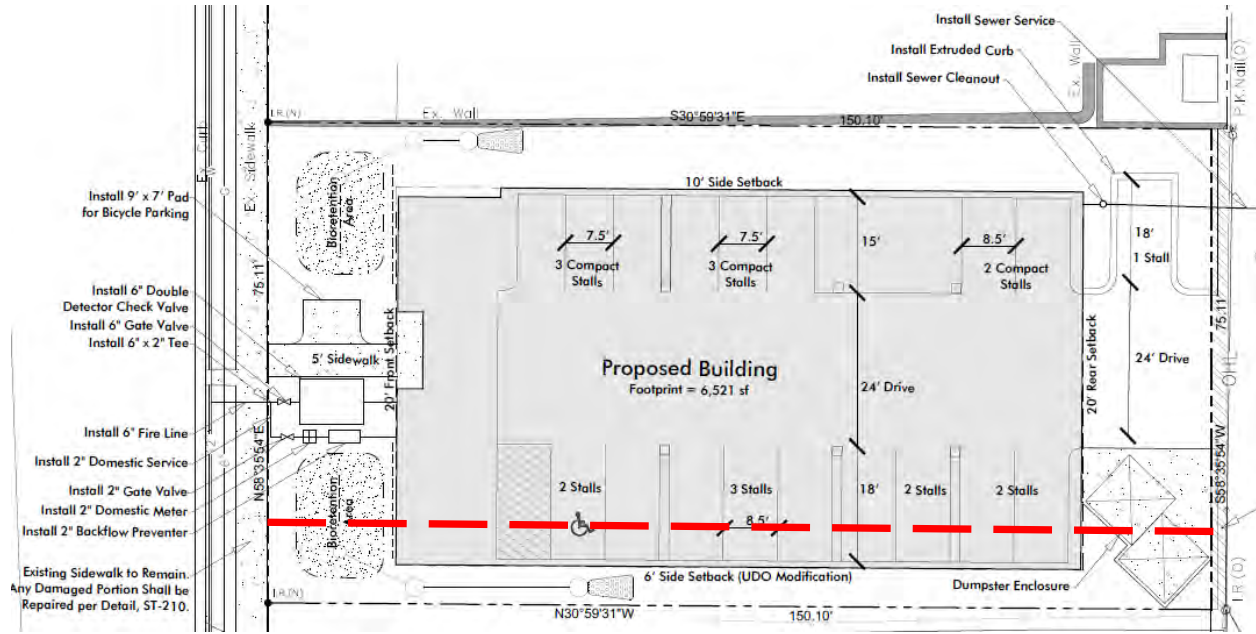 Install Sewer Service
Install Extruded Curb
Install Sewer Cleanout
Ex. Wall
P.K.Nail(O)
Ex. Curb
W
G
Ex. Sidewalk
I.R.(N)
Ex. Wall
S30°59'31"E
150.10'
Install 9' x 7' Pad
for Bicycle Parking
Bioretention
Area
10' Side Setback
7.5'
3 Compact
Stalls
7.5'
3 Compact
Stalls
15'
8.5'
2 Compact
Stalls
18'
1 Stall
75.11'
75.11'
Install 6" Double
Detector Check Valve
Install 6" Gate Valve
Install 6" x 2" Tee
5' Sidewalk
20' Front Setback
Proposed Building
Footprint = 6,521 sf
24' Drive
20' Rear Setback
24' Drive
OHL
Install 6" Fire Line
Install 2" Domestic Service
Install 2" Gate Valve
Install 2" Domestic Meter
Install 2" Backflow Preventer
N58°35'54"E
S58°35'54"W
Bioretention
Area
2 Stalls
3 Stalls
18'
2 Stalls
2 Stalls
8.5'
Existing Sidewalk to Remain.
Any Damaged Portion Shall be
Repaired per Detail, ST-210.
6' Side Setback (UDO Modification)
Dumpster Enclosure
I.R.(N)
N30°59'31"W
150.10'
I.R(O)